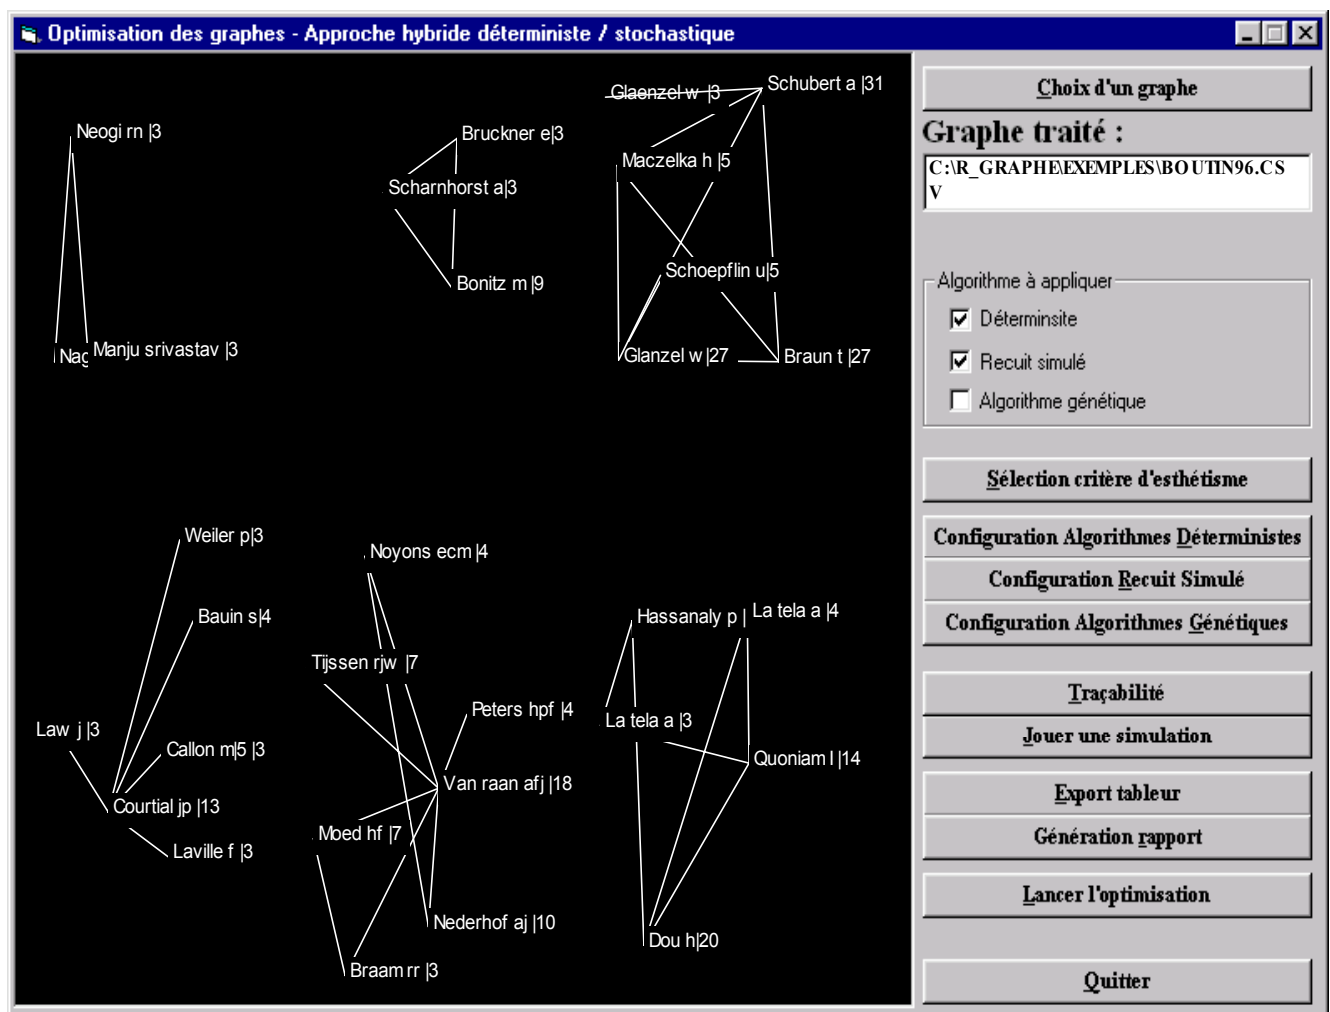 Optimisation des graphes - Approche hybride déterministe / stochastique
Glaenzel w |3
Schubert a |31
Neogi rn |3
Bruckner e|3
Maczelka h |5
Scharnhorst a|3
Schoepflin u|5
Bonitz m |9
Nag
Manju srivastav |3
Glanzel w |27
Braun t |27
Weiler p|3
Noyons ecm |4
Bauin s|4
Hassanaly p |
La tela a |4
Tijssen rjw |7
Peters hpf |4
La tela a |3
Law j |3
Callon m|5 |3
Quoniam l |14
Van raan afj |18
Courtial jp |13
Moed hf |7
Laville f |3
Nederhof aj |10
Dou h|20
Braam rr |3
Choix d'un graphe
Graphe traité :
C:\R_GRAPHE\EXEMPLES\BOUTIN96.CS
V
Algorithme à appliquer
Déterminsite
Recuit simulé
Algorithme génétique
Sélection critère d'esthétisme
Configuration Algorithmes Déterministes
Configuration Recuit Simulé
Configuration Algorithmes Génétiques
Traçabilité
Jouer une simulation
Export tableur
Génération rapport
Lancer l'optimisation
Quitter